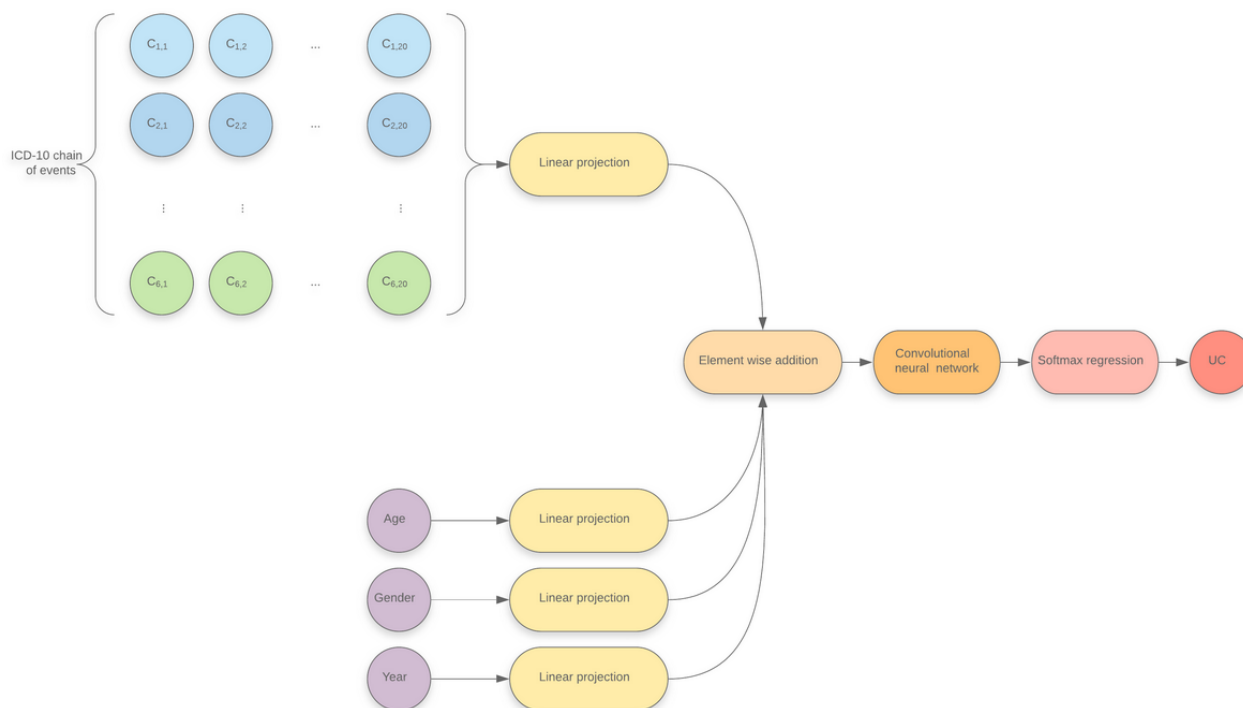 C1,1 C1,2 ... C1,20
C2,1 C2,2 ... C2,20
ICD-10 chain
of events
Linear projection
⋮ ⋮ ⋮
C6,1 C6,2 ... C6,20
Element wise addition
Convolutional
neural network
Softmax regression
UC
Age
Linear projection
Gender
Linear projection
Year
Linear projection